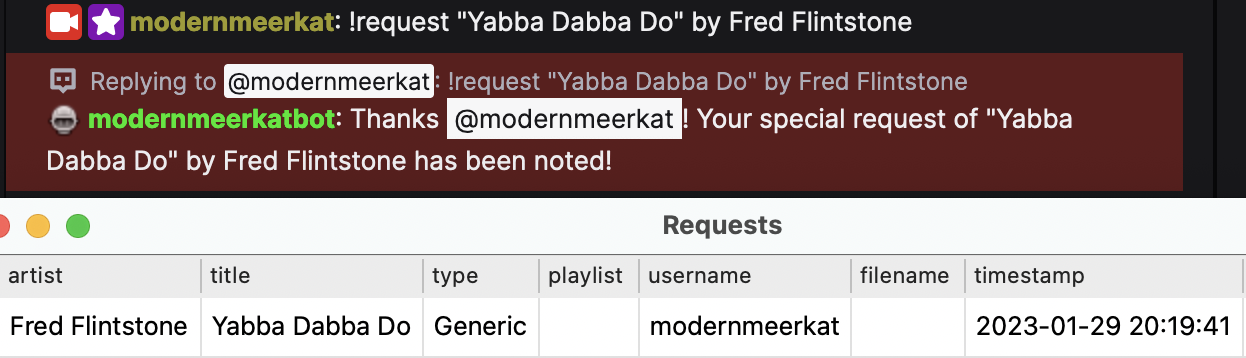 modernmeerkat: !request "Yabba Dabba Do" by Fred Flintstone
Replying to @modernmeerkat: !request "Yabba Dabba Do" by Fred Flintstone
modernmeerkatbot: Thanks @modernmeerkat! Your special request of "Yabba
Dabba Do" by Fred Flintstone has been noted!
Requests
artist title type playlist username filename timestamp
Fred Flintstone Yabba Dabba Do Generic modernmeerkat 2023-01-29 20:19:41